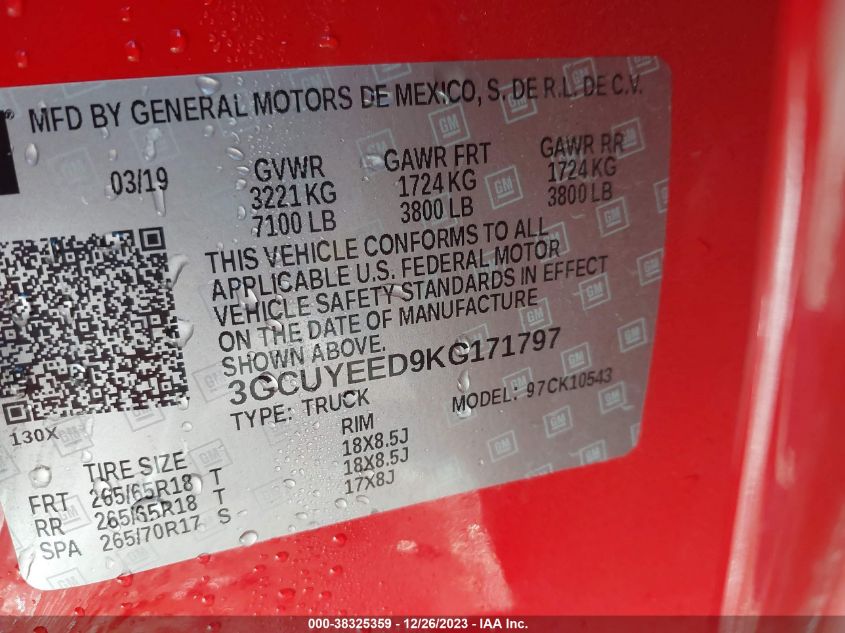 MFD BY GENERAL MOTORS DE MEXICO, S. DE R.L. DE C.V.
03/19
GVWR GAWR FRT GAWR RR
3221 KG 1724 KG 1724 KG
7100 LB 3800 LB 3800 LB
THIS VEHICLE CONFORMS TO ALL
APPLICABLE U.S. FEDERAL MOTOR
VEHICLE SAFETY STANDARDS IN EFFECT
ON THE DATE OF MANUFACTURE
SHOWN ABOVE.
3GCUYEED9KG171797
TYPE: TRUCK MODEL: 97CK10543
130X
TIRE SIZE RIM
FRT 265/65R18 T 18X8.5J
RR 265/65R18 T 18X8.5J
SPA 265/70R17 S 17X8J
000-38325359 - 12/26/2023 - IAA Inc.